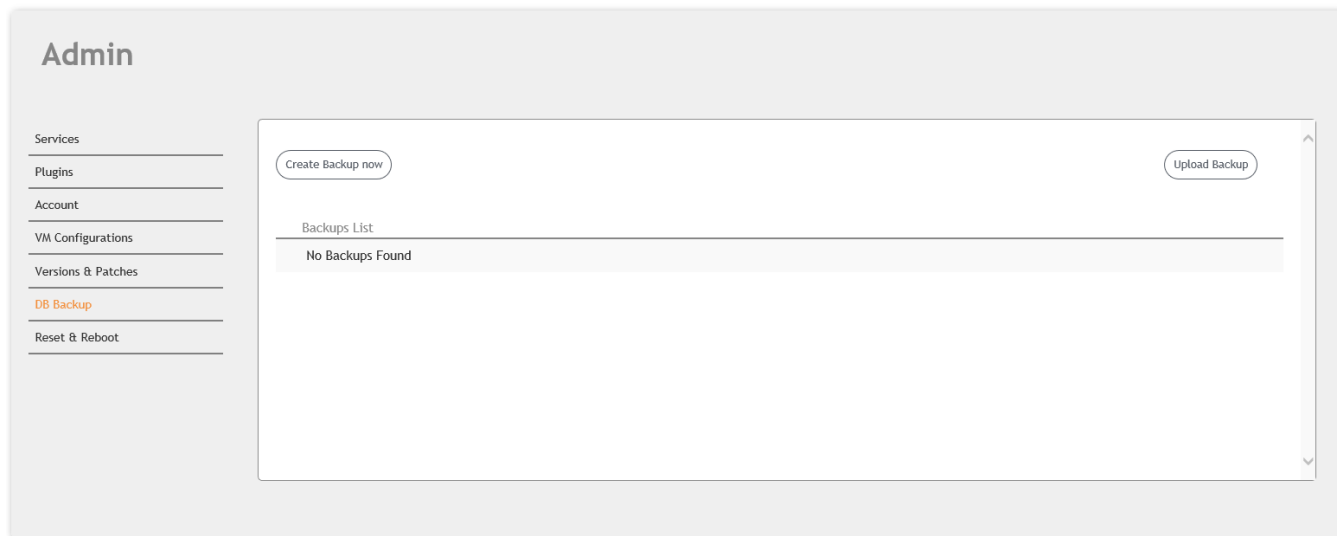 Admin
Services
Plugins
Account
VM Configurations
Versions & Patches
DB Backup
Reset & Reboot
Create Backup now
Upload Backup
Backups List
No Backups Found